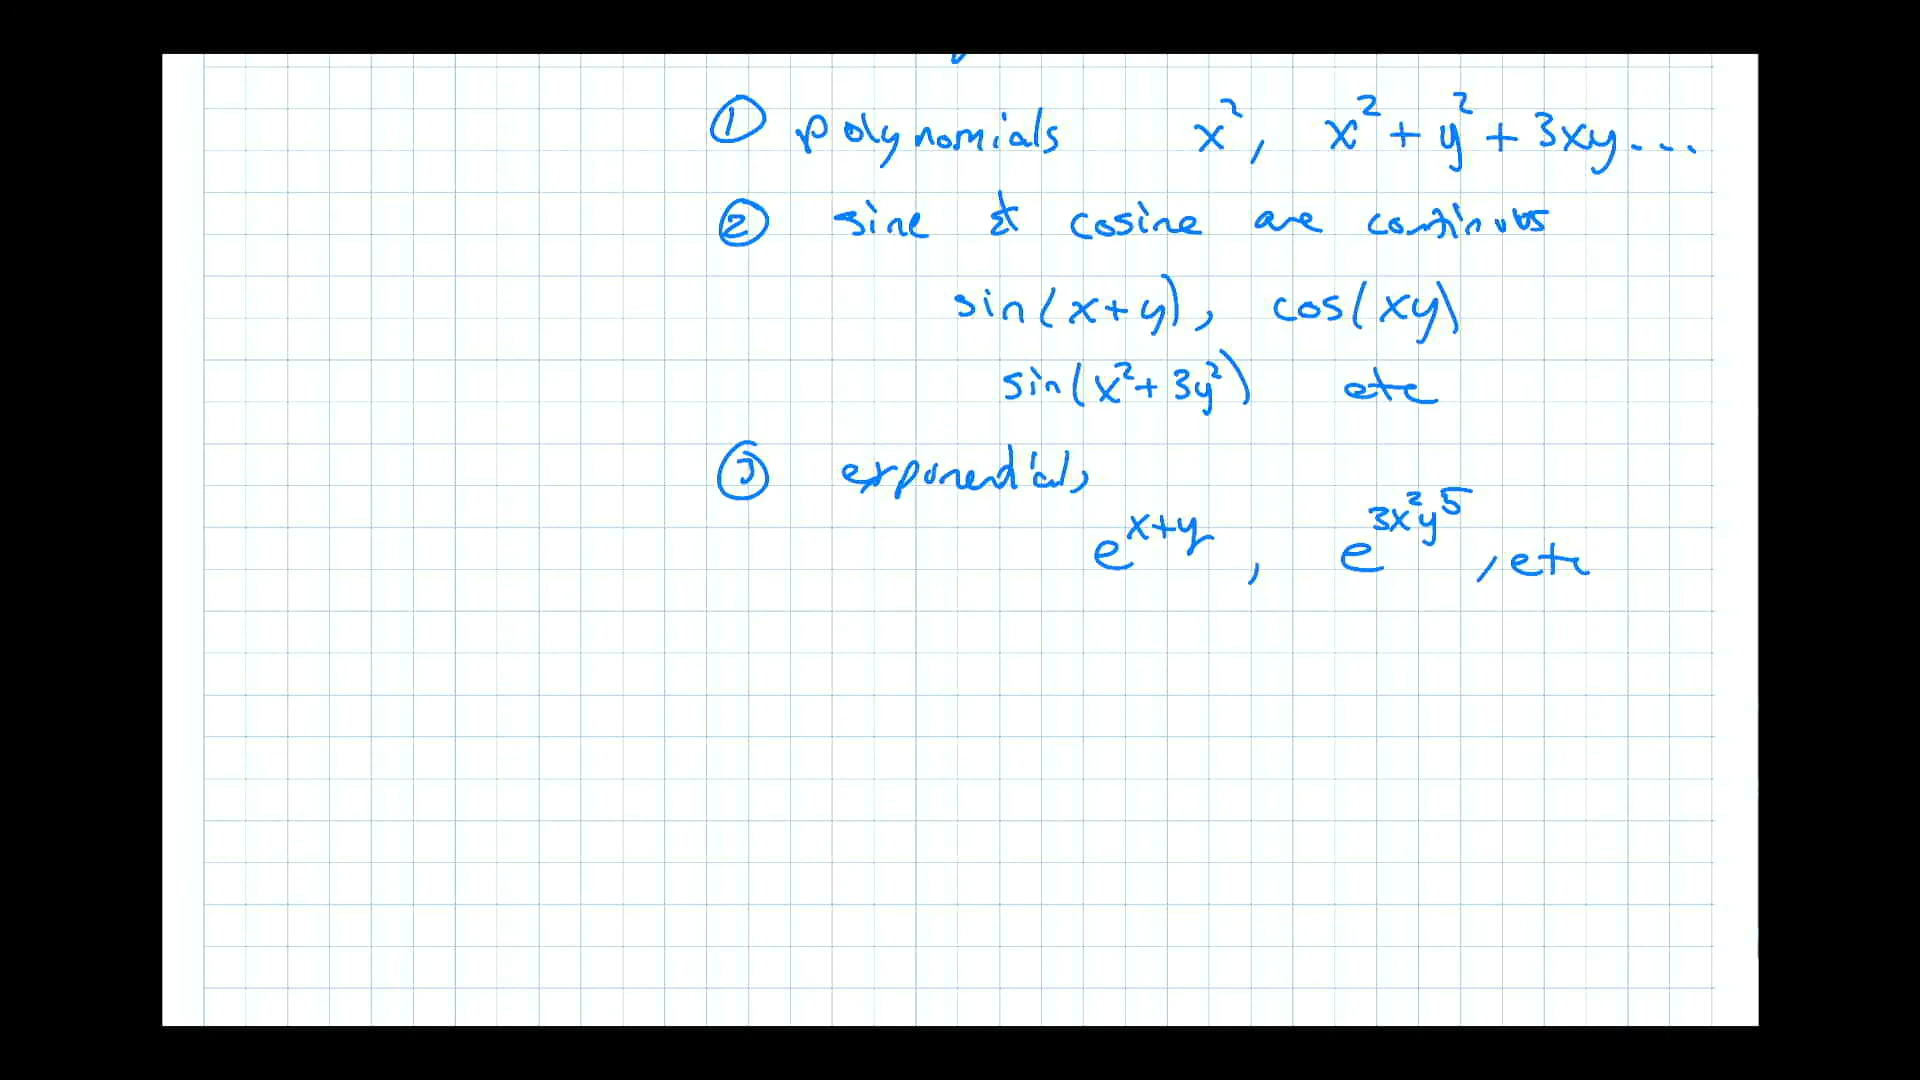 ① polynomials x², x² + y² + 3xy...
② sine & cosine are continuous
sin(x+y), cos(xy)
sin(x²+3y²) etc
③ exponentials
e^{x+y}, e^{3x²y⁵}, etc